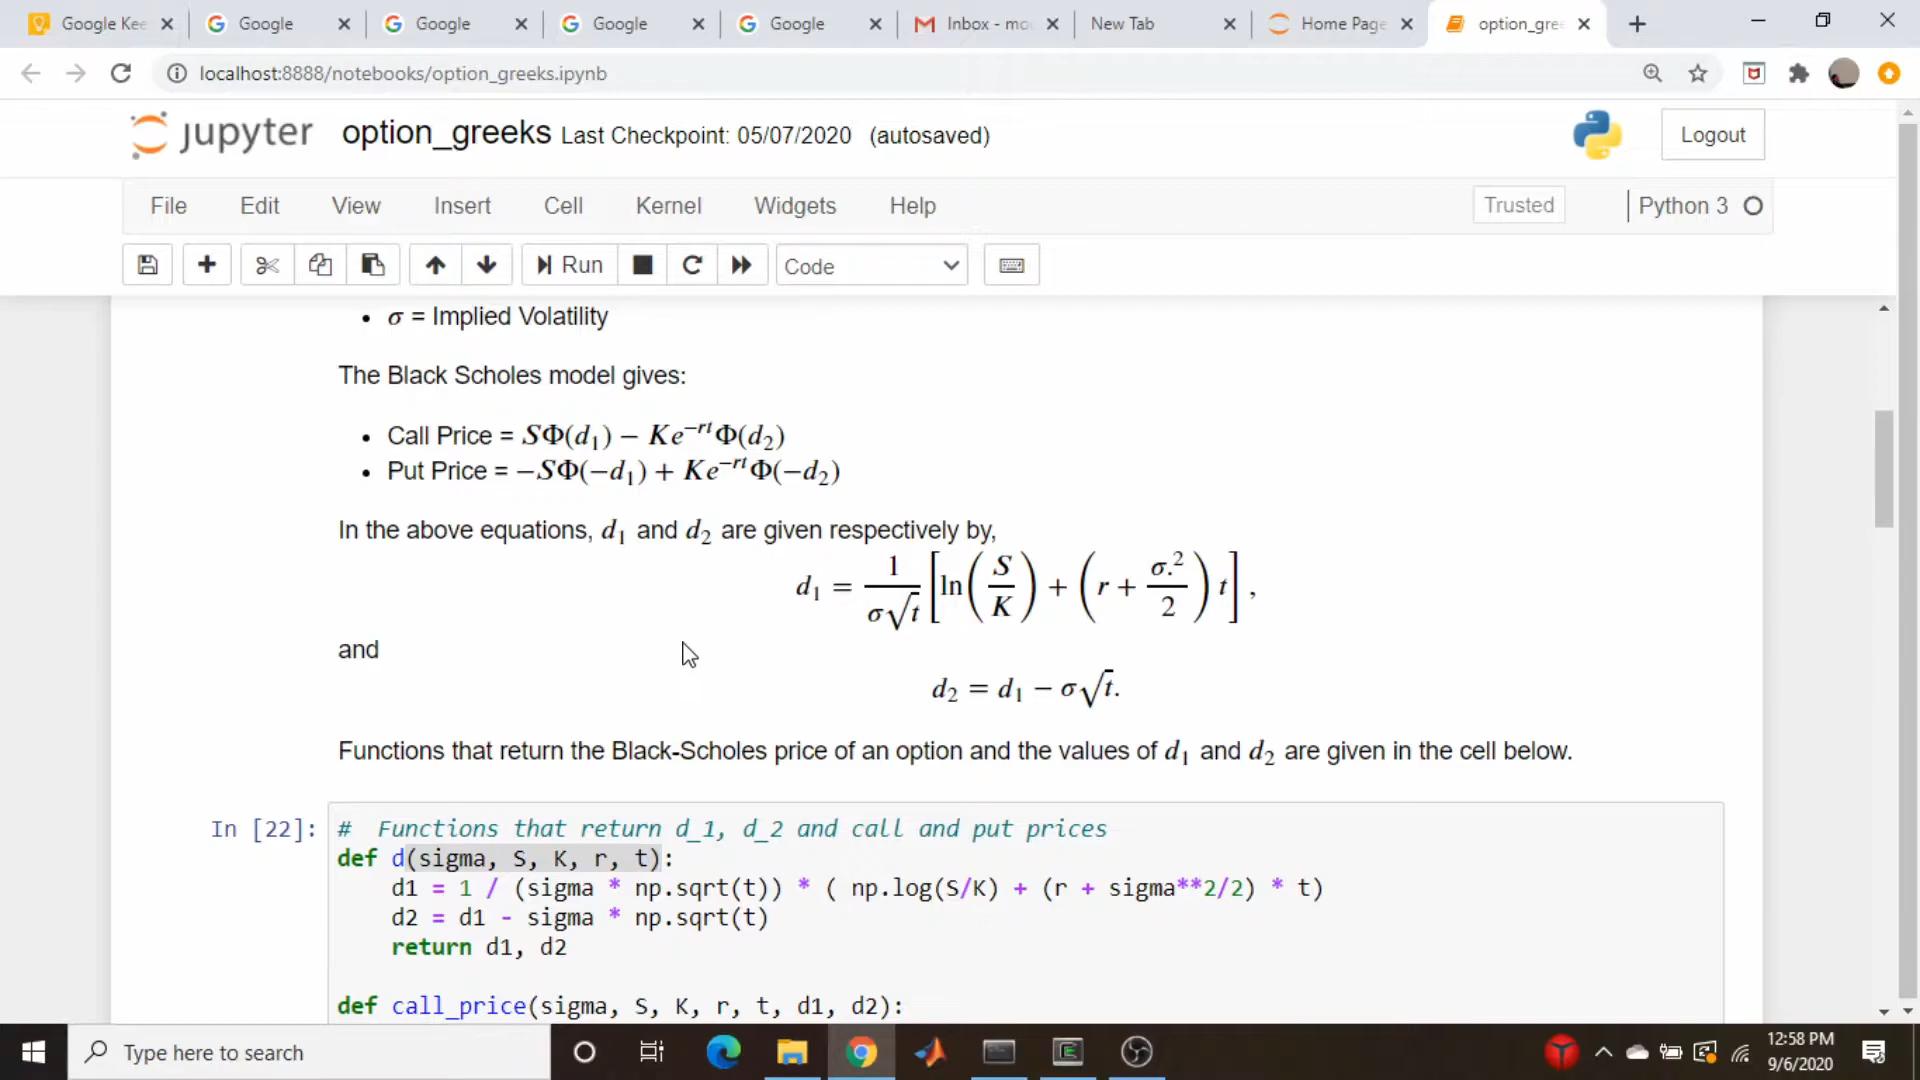 Google Kee
Google
Google
Google
Google
Inbox - mo
New Tab
Home Page
option_gree
localhost:8888/notebooks/option_greeks.ipynb
jupyter option_greeks Last Checkpoint: 05/07/2020 (autosaved)
Logout
File Edit View Insert Cell Kernel Widgets Help
Trusted
Python 3
Run
Code
• σ = Implied Volatility
The Black Scholes model gives:
• Call Price = SΦ(d₁) − Ke⁻ʳᵗΦ(d₂)
• Put Price = −SΦ(−d₁) + Ke⁻ʳᵗΦ(−d₂)
In the above equations, d₁ and d₂ are given respectively by,
d₁ = 1/(σ√t) [ln(S/K) + (r + σ.²/2) t],
and
d₂ = d₁ − σ√t.
Functions that return the Black-Scholes price of an option and the values of d₁ and d₂ are given in the cell below.
In [22]: # Functions that return d_1, d_2 and call and put prices
def d(sigma, S, K, r, t):
d1 = 1 / (sigma * np.sqrt(t)) * ( np.log(S/K) + (r + sigma**2/2) * t)
d2 = d1 - sigma * np.sqrt(t)
return d1, d2
def call_price(sigma, S, K, r, t, d1, d2):
Type here to search
12:58 PM
9/6/2020